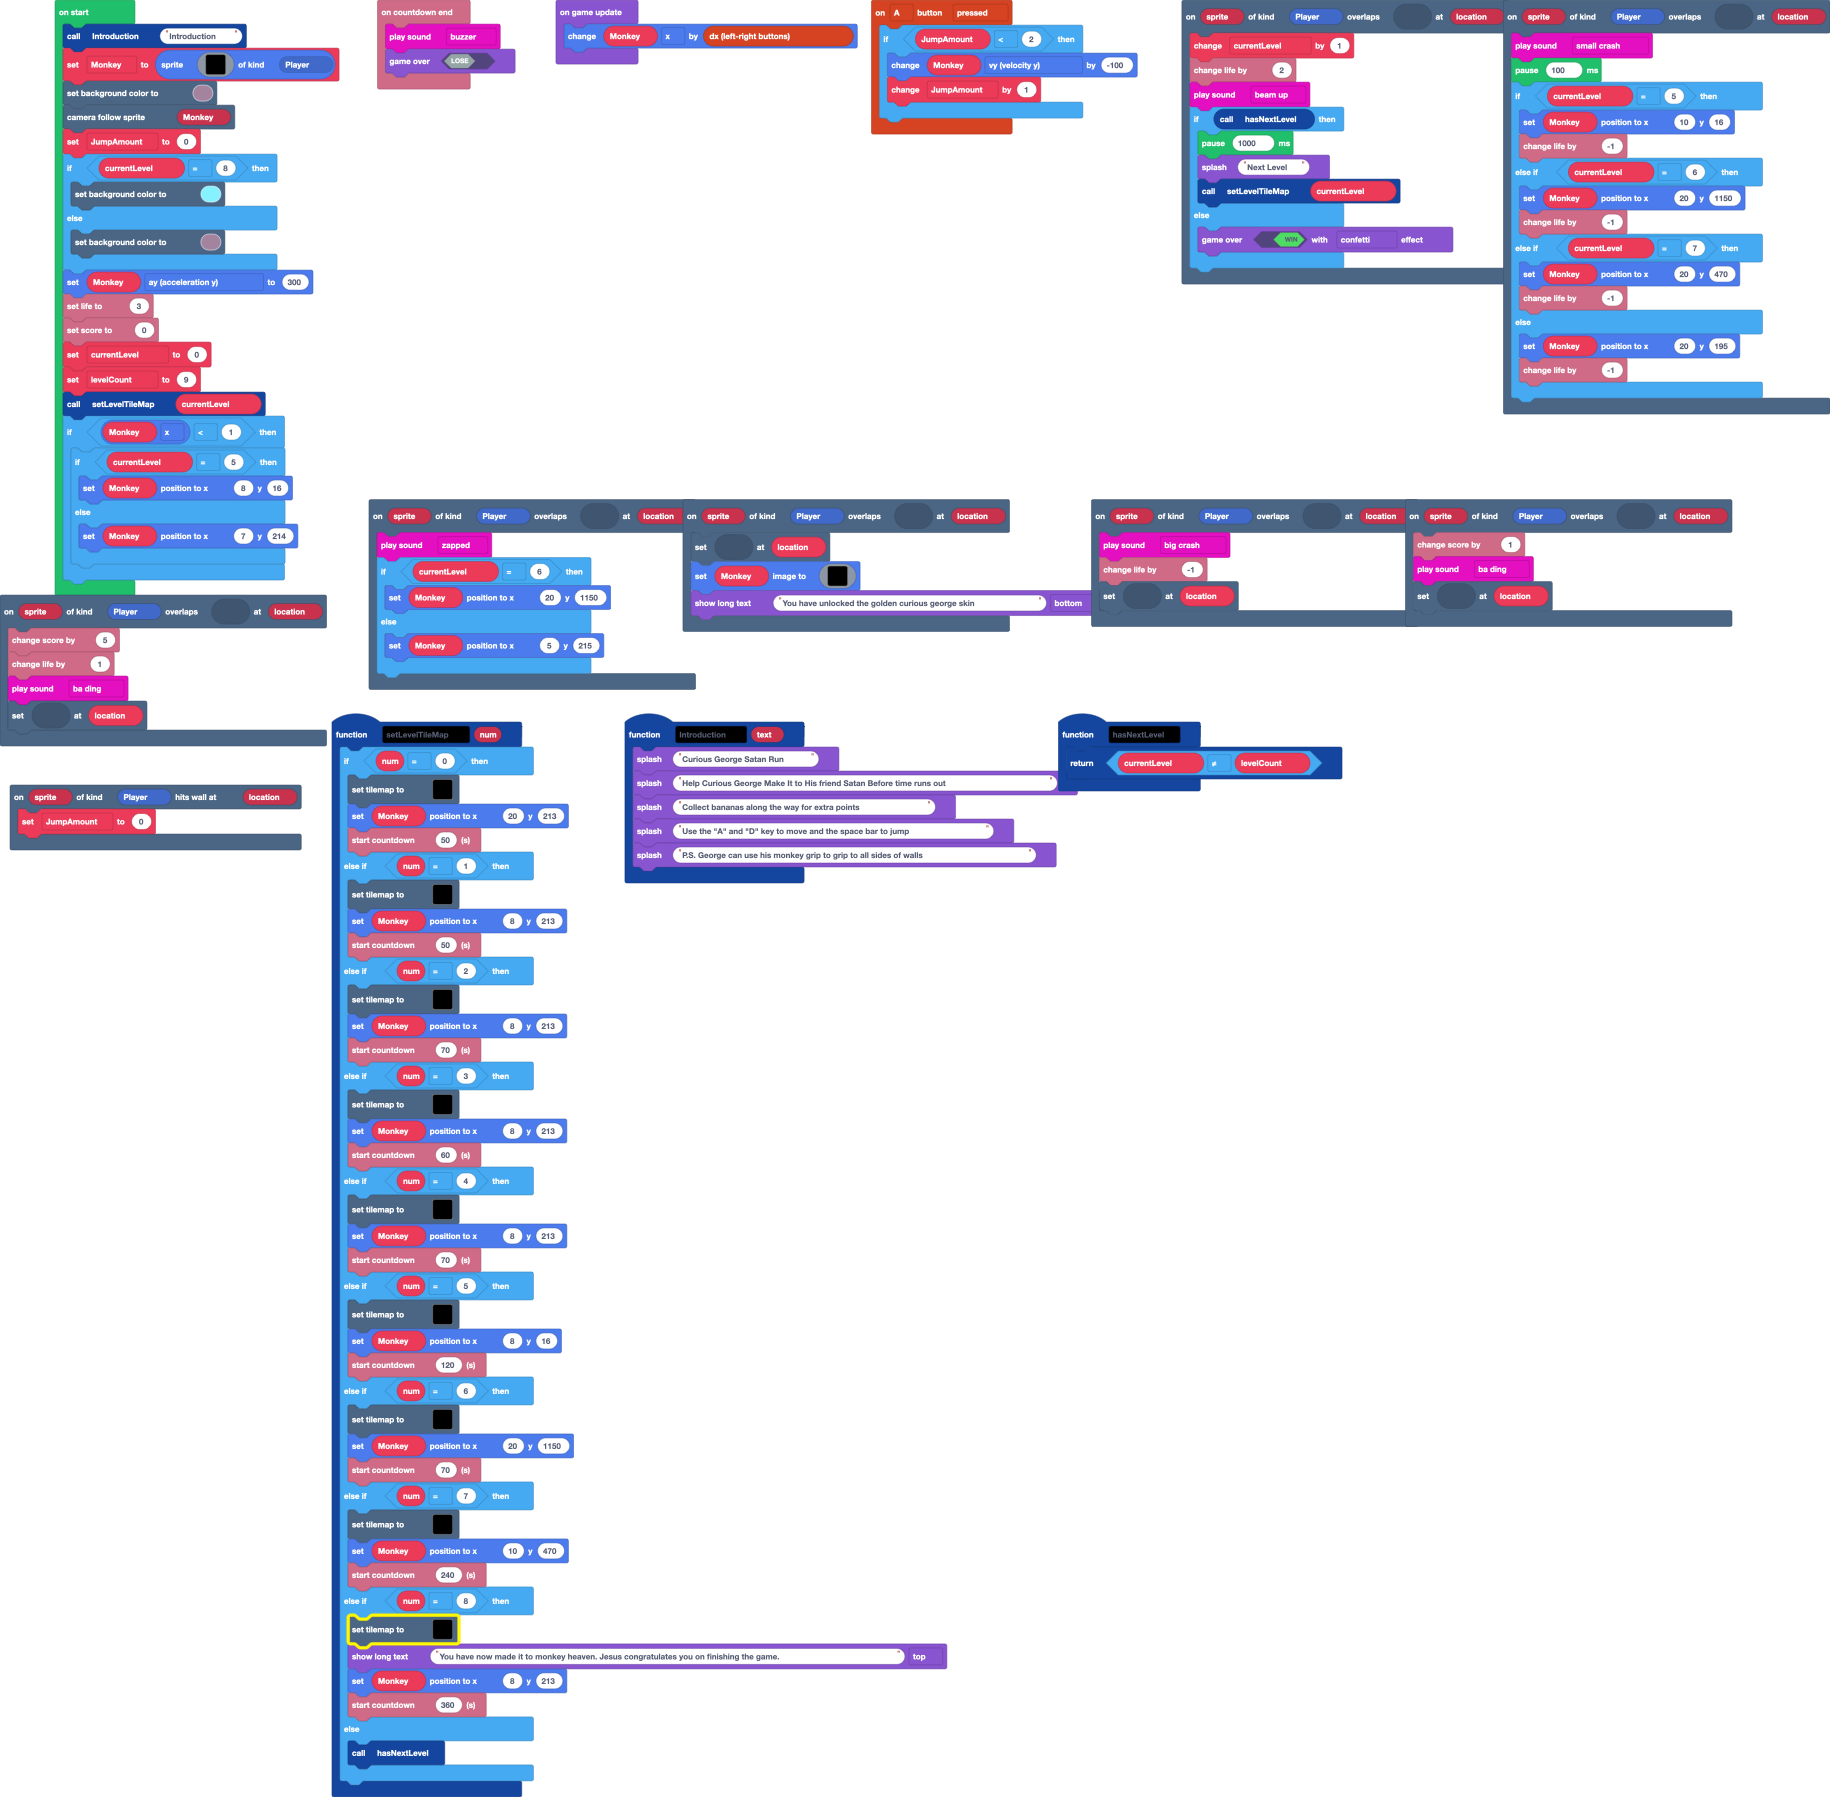 on start
call Introduction "Introduction"
set Monkey to sprite of kind Player
set background color to
camera follow sprite Monkey
set JumpAmount to 0
if currentLevel = 8 then
set background color to
else
set background color to
set Monkey ay (acceleration y) to 300
set life to 3
set score to 0
set currentLevel to 0
set levelCount to 9
call setLevelTileMap currentLevel
if Monkey x < 1 then
if currentLevel = 5 then
set Monkey position to x 8 y 16
else
set Monkey position to x 7 y 214
on countdown end
play sound buzzer
game over LOSE
on game update
change Monkey x by dx (left-right buttons)
on A button pressed
if JumpAmount < 2 then
change Monkey vy (velocity y) by -100
change JumpAmount by 1
on sprite of kind Player overlaps at location
change currentLevel by 1
change life by 2
play sound beam up
if call hasNextLevel then
pause 1000 ms
splash "Next Level"
call setLevelTileMap currentLevel
else
game over WIN with confetti effect
on sprite of kind Player overlaps at location
play sound small crash
pause 100 ms
if currentLevel = 5 then
set Monkey position to x 10 y 16
change life by -1
else if currentLevel = 6 then
set Monkey position to x 20 y 1150
change life by -1
else if currentLevel = 7 then
set Monkey position to x 20 y 470
change life by -1
else
set Monkey position to x 20 y 195
change life by -1
on sprite of kind Player overlaps at location
play sound zapped
if currentLevel = 6 then
set Monkey position to x 20 y 1150
else
set Monkey position to x 5 y 215
on sprite of kind Player overlaps at location
set at location
set Monkey image to
show long text "You have unlocked the golden curious george skin" bottom
on sprite of kind Player overlaps at location
play sound big crash
change life by -1
set at location
on sprite of kind Player overlaps at location
change score by 1
play sound ba ding
set at location
on sprite of kind Player overlaps at location
change score by 5
change life by 1
play sound ba ding
set at location
on sprite of kind Player hits wall at location
set JumpAmount to 0
function setLevelTileMap num
if num = 0 then
set tilemap to
set Monkey position to x 20 y 213
start countdown 50 (s)
else if num = 1 then
set tilemap to
set Monkey position to x 8 y 213
start countdown 50 (s)
else if num = 2 then
set tilemap to
set Monkey position to x 8 y 213
start countdown 70 (s)
else if num = 3 then
set tilemap to
set Monkey position to x 8 y 213
start countdown 60 (s)
else if num = 4 then
set tilemap to
set Monkey position to x 8 y 213
start countdown 70 (s)
else if num = 5 then
set tilemap to
set Monkey position to x 8 y 16
start countdown 120 (s)
else if num = 6 then
set tilemap to
set Monkey position to x 20 y 1150
start countdown 70 (s)
else if num = 7 then
set tilemap to
set Monkey position to x 10 y 470
start countdown 240 (s)
else if num = 8 then
set tilemap to
show long text "You have now made it to monkey heaven. Jesus congratulates you on finishing the game." top
set Monkey position to x 8 y 213
start countdown 360 (s)
else
call hasNextLevel
function Introduction text
splash "Curious George Satan Run"
splash "Help Curious George Make It to His friend Satan Before time runs out"
splash "Collect bananas along the way for extra points"
splash "Use the "A" and "D" key to move and the space bar to jump"
splash "P.S. George can use his monkey grip to grip to all sides of walls"
function hasNextLevel
return currentLevel ≠ levelCount